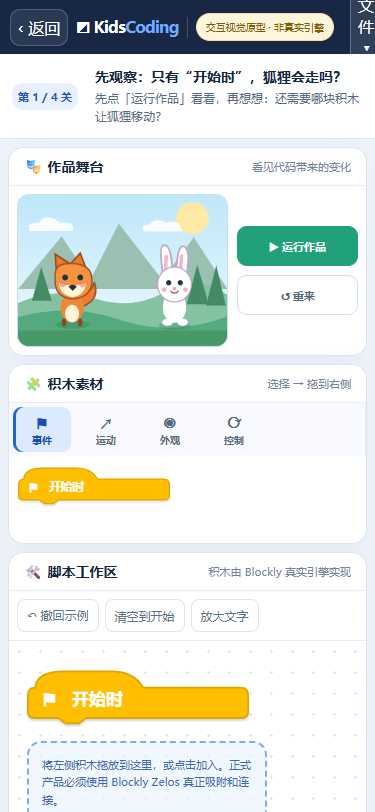 ‹ 返回
KidsCoding
交互视觉原型 · 非真实引擎
文
件
▾
第 1 / 4 关
先观察：只有“开始时”，狐狸会走吗？
先点「运行作品」看看，再想想：还需要哪块积木
让狐狸移动？
作品舞台
看见代码带来的变化
▶ 运行作品
↺ 重来
积木素材
选择 → 拖到右侧
事件
运动
外观
控制
开始时
脚本工作区
积木由 Blockly 真实引擎实现
↶ 撤回示例
清空到开始
放大文字
开始时
将左侧积木拖放到这里，或点击加入。正式
产品必须使用 Blockly Zelos 真正吸附和连
接。